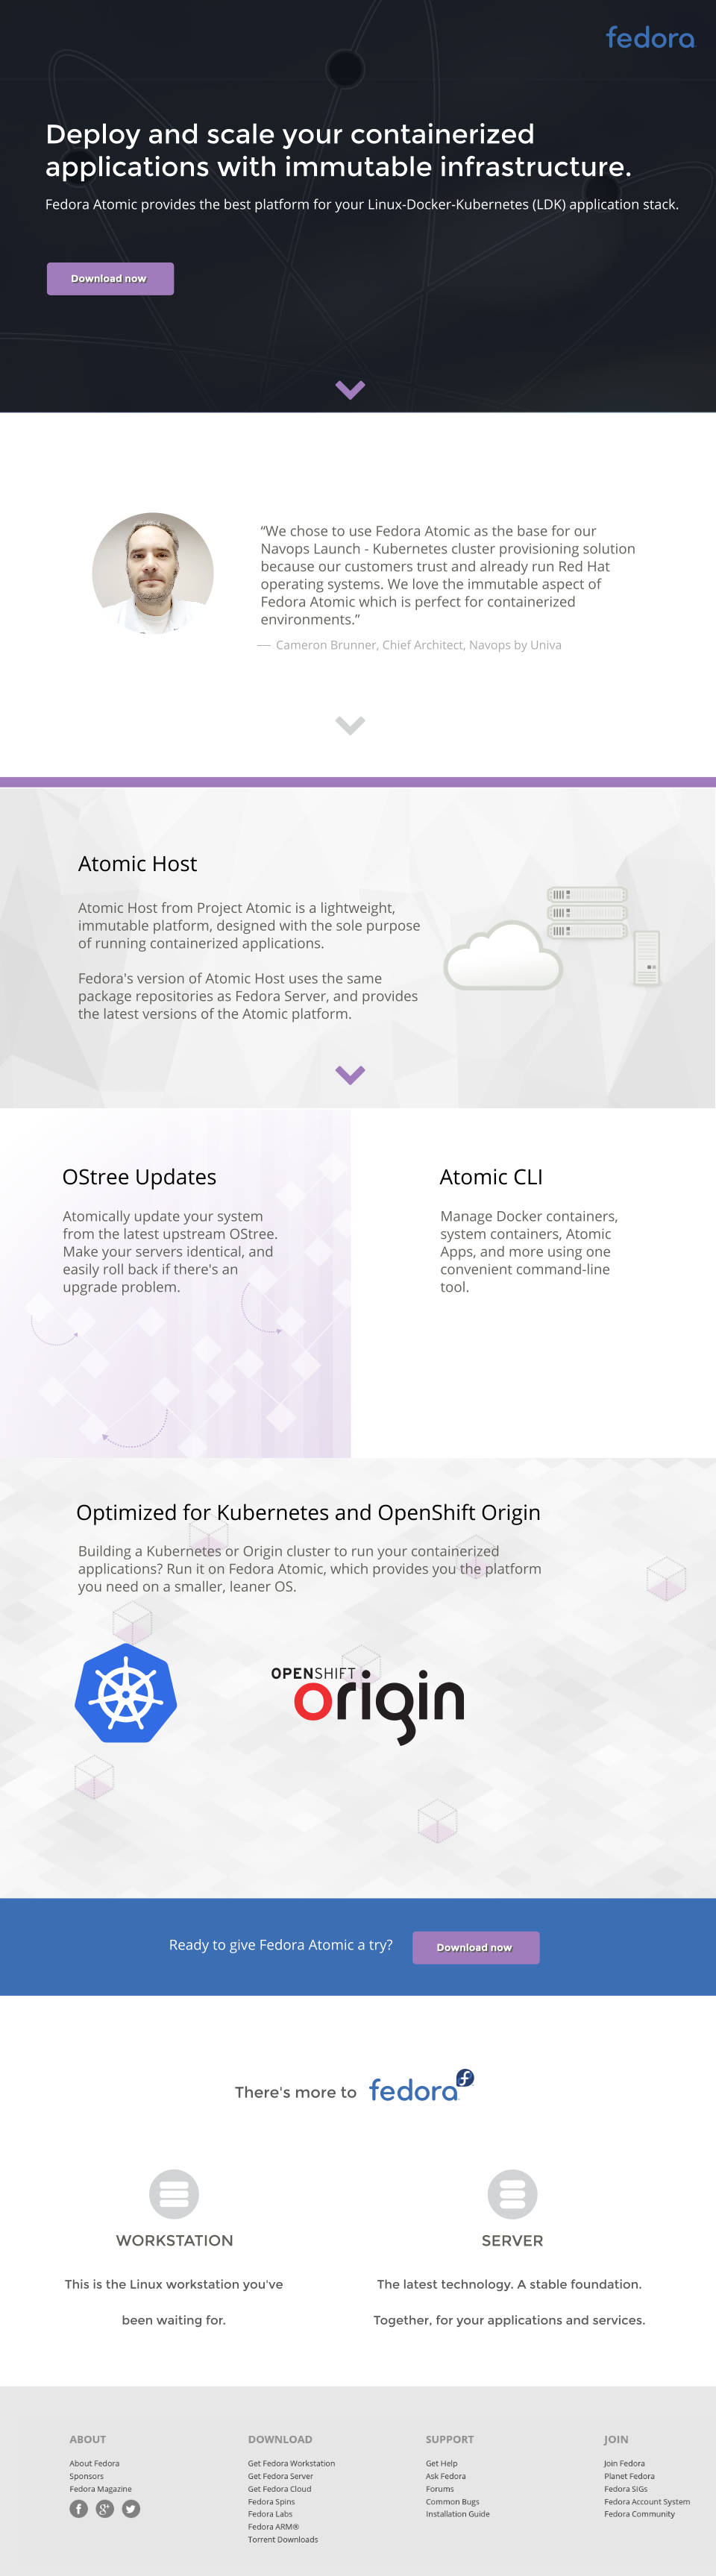 fedora
Deploy and scale your containerized
applications with immutable infrastructure.
Fedora Atomic provides the best platform for your Linux-Docker-Kubernetes (LDK) application stack.
Download now
“We chose to use Fedora Atomic as the base for our
Navops Launch - Kubernetes cluster provisioning solution
because our customers trust and already run Red Hat
operating systems. We love the immutable aspect of
Fedora Atomic which is perfect for containerized
environments.”
— Cameron Brunner, Chief Architect, Navops by Univa
Atomic Host
Atomic Host from Project Atomic is a lightweight,
immutable platform, designed with the sole purpose
of running containerized applications.
Fedora's version of Atomic Host uses the same
package repositories as Fedora Server, and provides
the latest versions of the Atomic platform.
OStree Updates
Atomically update your system
from the latest upstream OStree.
Make your servers identical, and
easily roll back if there's an
upgrade problem.
Atomic CLI
Manage Docker containers,
system containers, Atomic
Apps, and more using one
convenient command-line
tool.
Optimized for Kubernetes and OpenShift Origin
Building a Kubernetes or Origin cluster to run your containerized
applications? Run it on Fedora Atomic, which provides you the platform
you need on a smaller, leaner OS.
OPENSHIFT
origin
Ready to give Fedora Atomic a try?
Download now
There's more to fedora
WORKSTATION
This is the Linux workstation you've
been waiting for.
SERVER
The latest technology. A stable foundation.
Together, for your applications and services.
ABOUT
About Fedora
Sponsors
Fedora Magazine
DOWNLOAD
Get Fedora Workstation
Get Fedora Server
Get Fedora Cloud
Fedora Spins
Fedora Labs
Fedora ARM®
Torrent Downloads
SUPPORT
Get Help
Ask Fedora
Forums
Common Bugs
Installation Guide
JOIN
Join Fedora
Planet Fedora
Fedora SIGs
Fedora Account System
Fedora Community